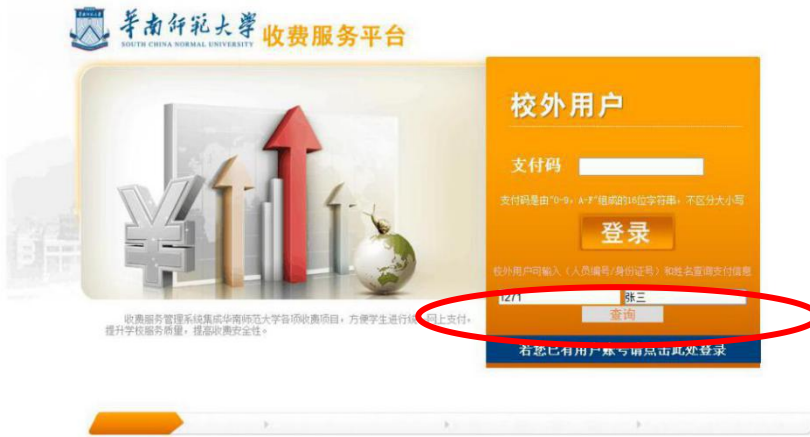 華南師範大學 收费服务平台
SOUTH CHINA NORMAL UNIVERSITY
校外用户
支付码
支付码是由"0-9，A-F"组成的16位字符串，不区分大小写
登录
校外用户可输入（人员编号/身份证号）和姓名查询支付信息
1271 张三
查询
收费服务管理系统集成华南师范大学各项收费项目，方便学生进行网上支付，
提升学校服务质量，提高收费安全性。
若您已有用户账号请点击此处登录